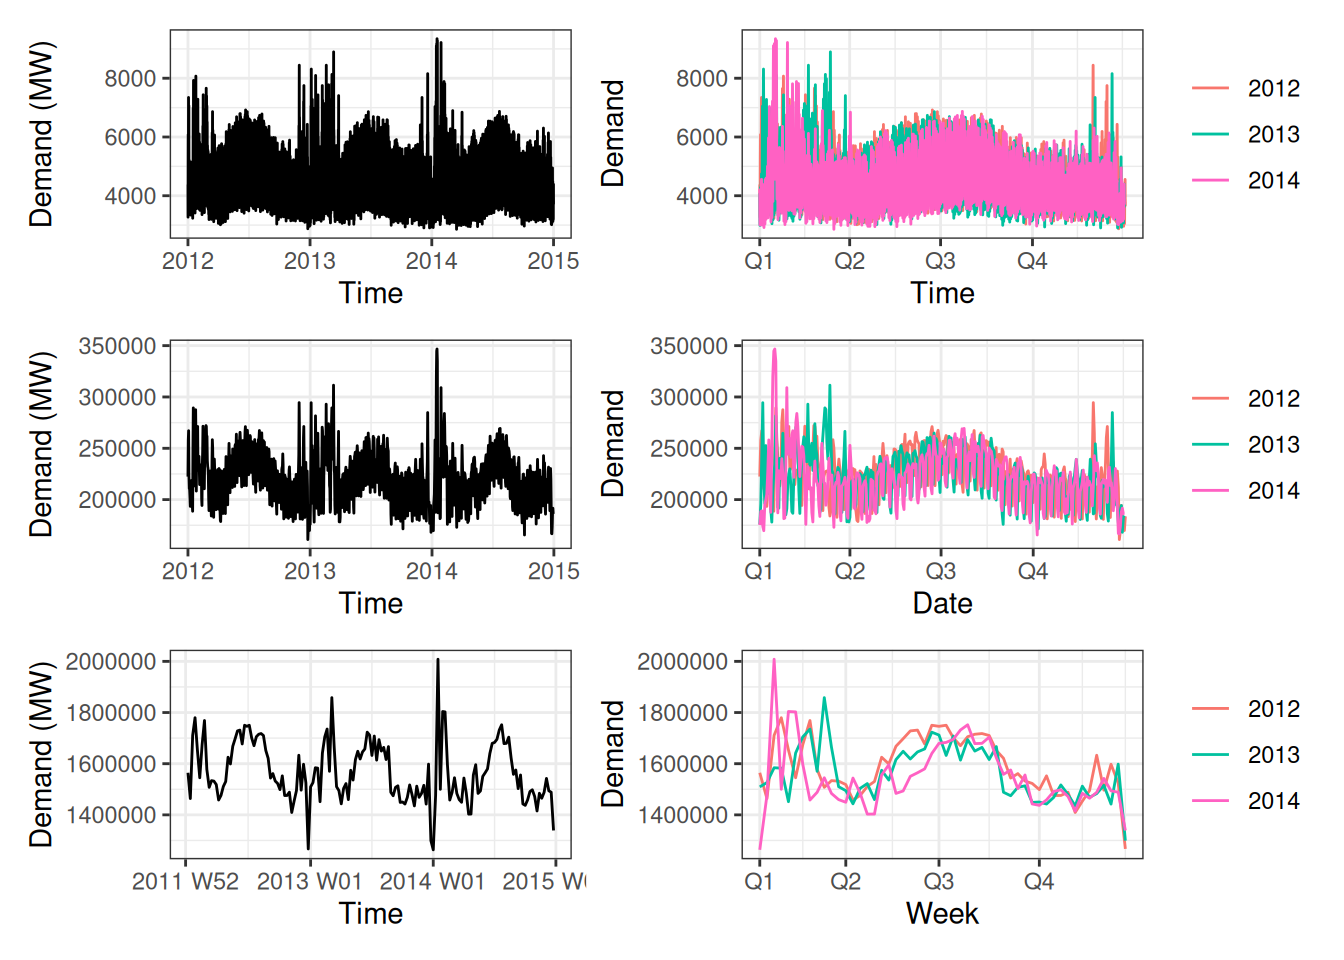 Demand (MW)
8000
6000
4000
2012 2013 2014 2015
Time
Demand
8000
6000
4000
Q1 Q2 Q3 Q4
Time
2012
2013
2014
Demand (MW)
350000
300000
250000
200000
2012 2013 2014 2015
Time
Demand
350000
300000
250000
200000
Q1 Q2 Q3 Q4
Date
2012
2013
2014
Demand (MW)
2000000
1800000
1600000
1400000
2011 W52 2013 W01 2014 W01 2015 W
Time
Demand
2000000
1800000
1600000
1400000
Q1 Q2 Q3 Q4
Week
2012
2013
2014